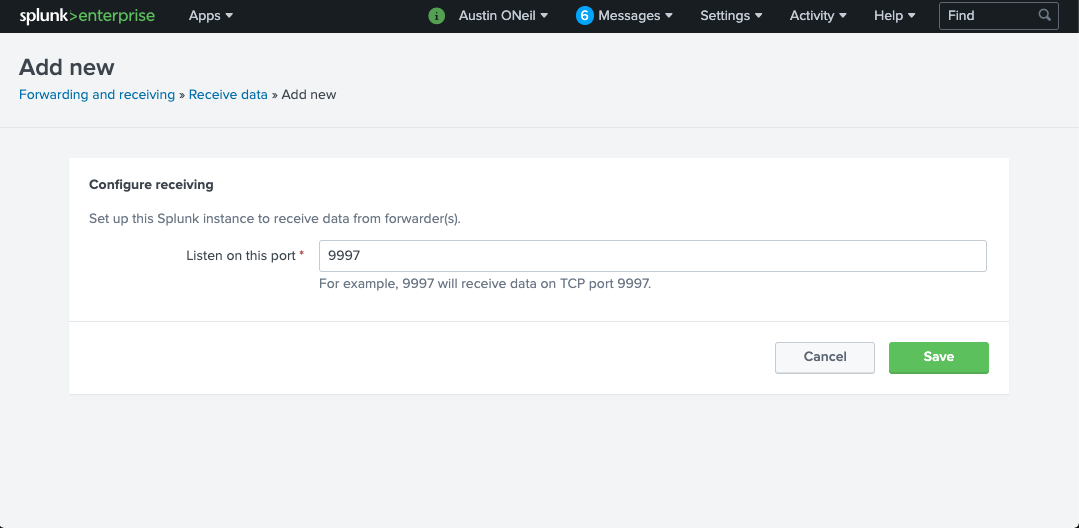 splunk>enterprise Apps i Austin ONeil 6 Messages Settings Activity Help Find
Add new
Forwarding and receiving » Receive data » Add new
Configure receiving
Set up this Splunk instance to receive data from forwarder(s).
Listen on this port * 9997
For example, 9997 will receive data on TCP port 9997.
Cancel Save